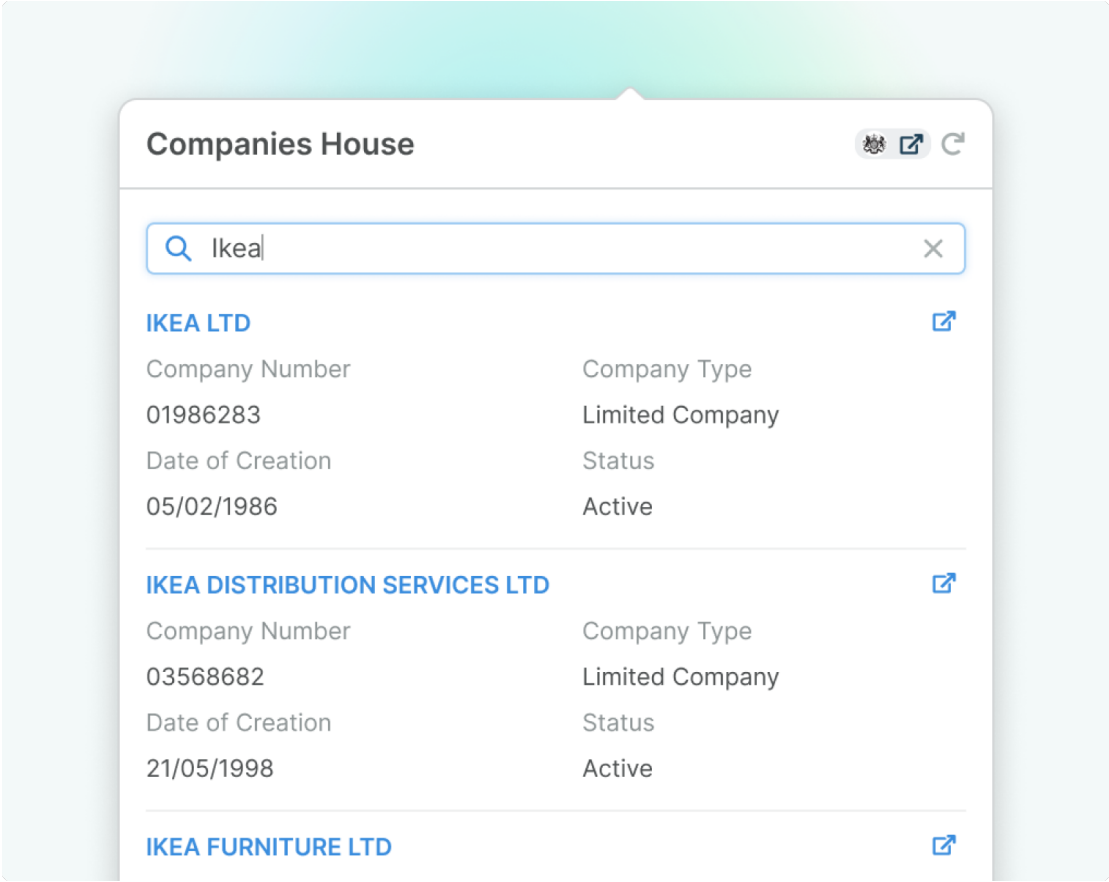 Companies House
Ikea
IKEA LTD
Company Number Company Type
01986283 Limited Company
Date of Creation Status
05/02/1986 Active
IKEA DISTRIBUTION SERVICES LTD
Company Number Company Type
03568682 Limited Company
Date of Creation Status
21/05/1998 Active
IKEA FURNITURE LTD